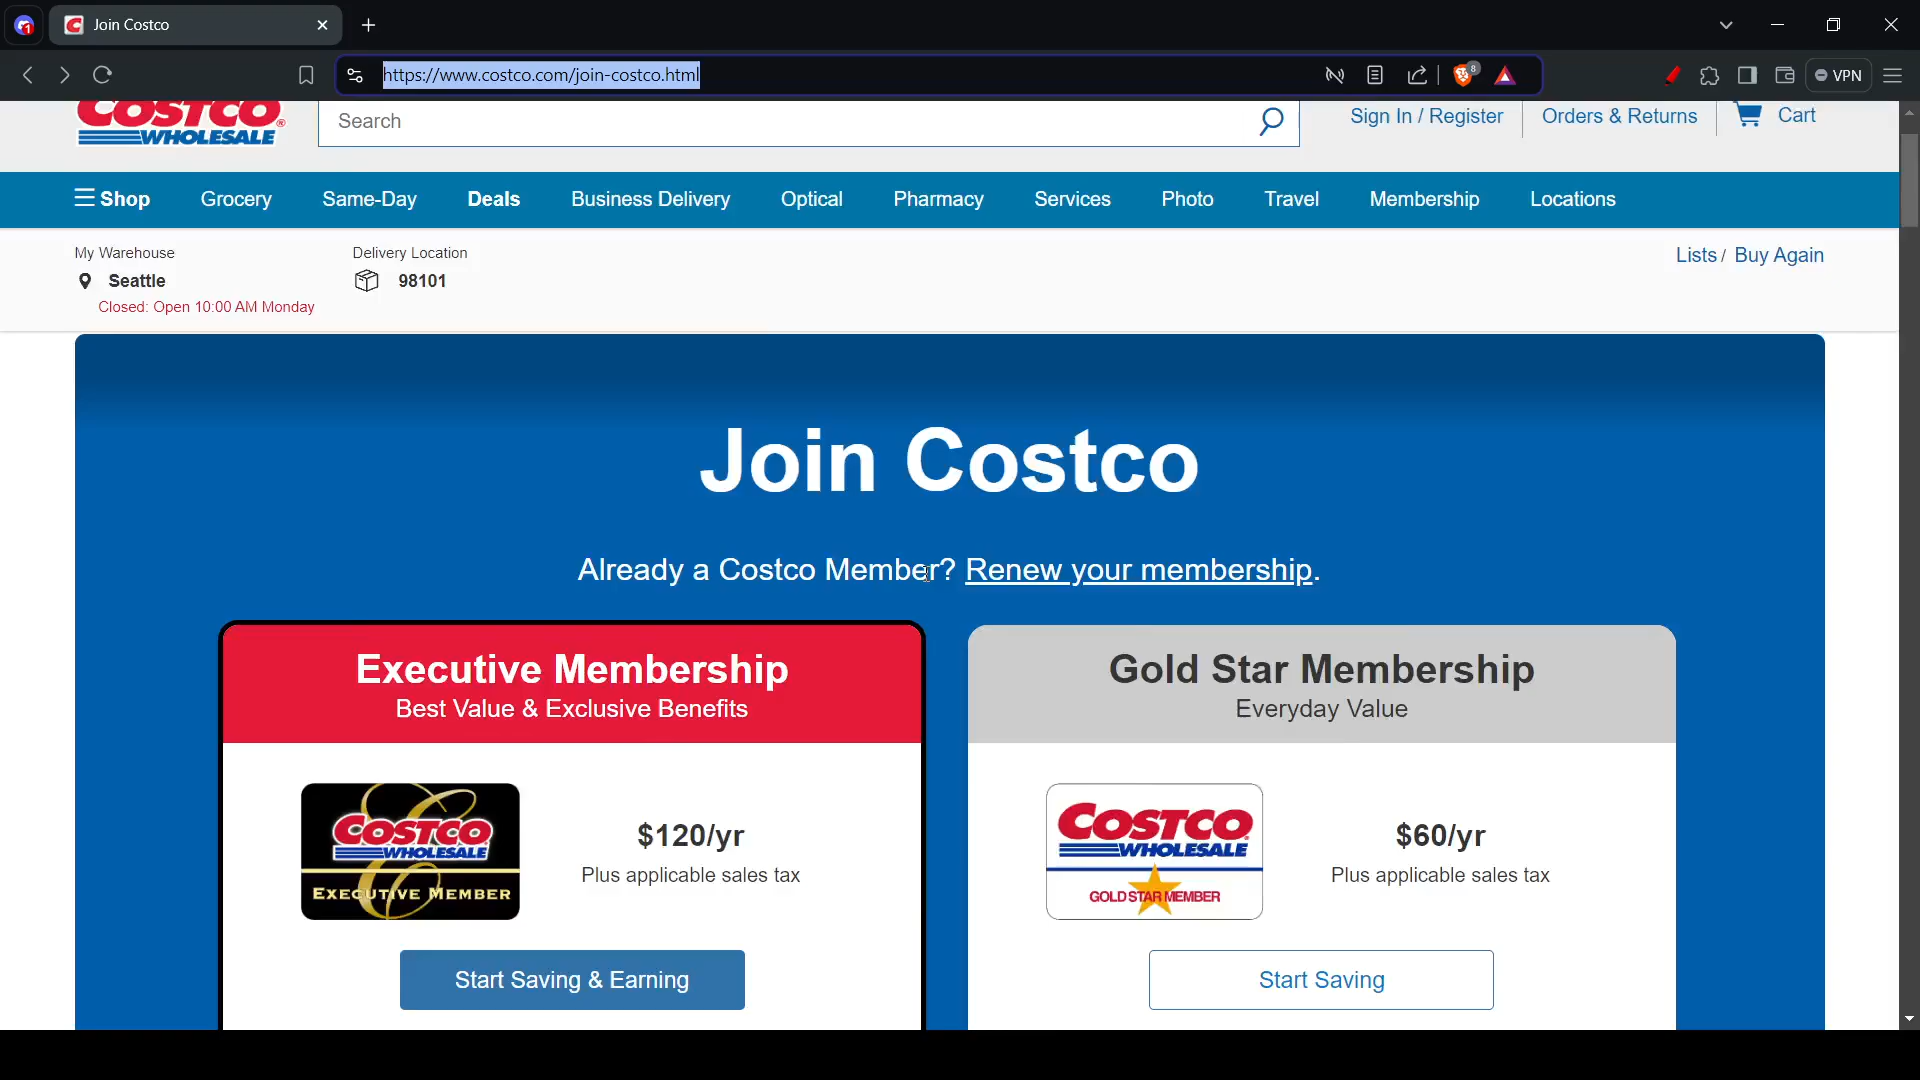 Join Costco
https://www.costco.com/join-costco.html
8
VPN
1
COSTCO
WHOLESALE
Search
Sign In / Register
Orders & Returns
Cart
Shop
Grocery
Same-Day
Deals
Business Delivery
Optical
Pharmacy
Services
Photo
Travel
Membership
Locations
My Warehouse
Seattle
Closed: Open 10:00 AM Monday
Delivery Location
98101
Lists / Buy Again
Join Costco
Already a Costco Member? Renew your membership.
Executive Membership
Best Value & Exclusive Benefits
COSTCO
WHOLESALE
EXECUTIVE MEMBER
$120/yr
Plus applicable sales tax
Start Saving & Earning
Gold Star Membership
Everyday Value
COSTCO
WHOLESALE
GOLD STAR MEMBER
$60/yr
Plus applicable sales tax
Start Saving